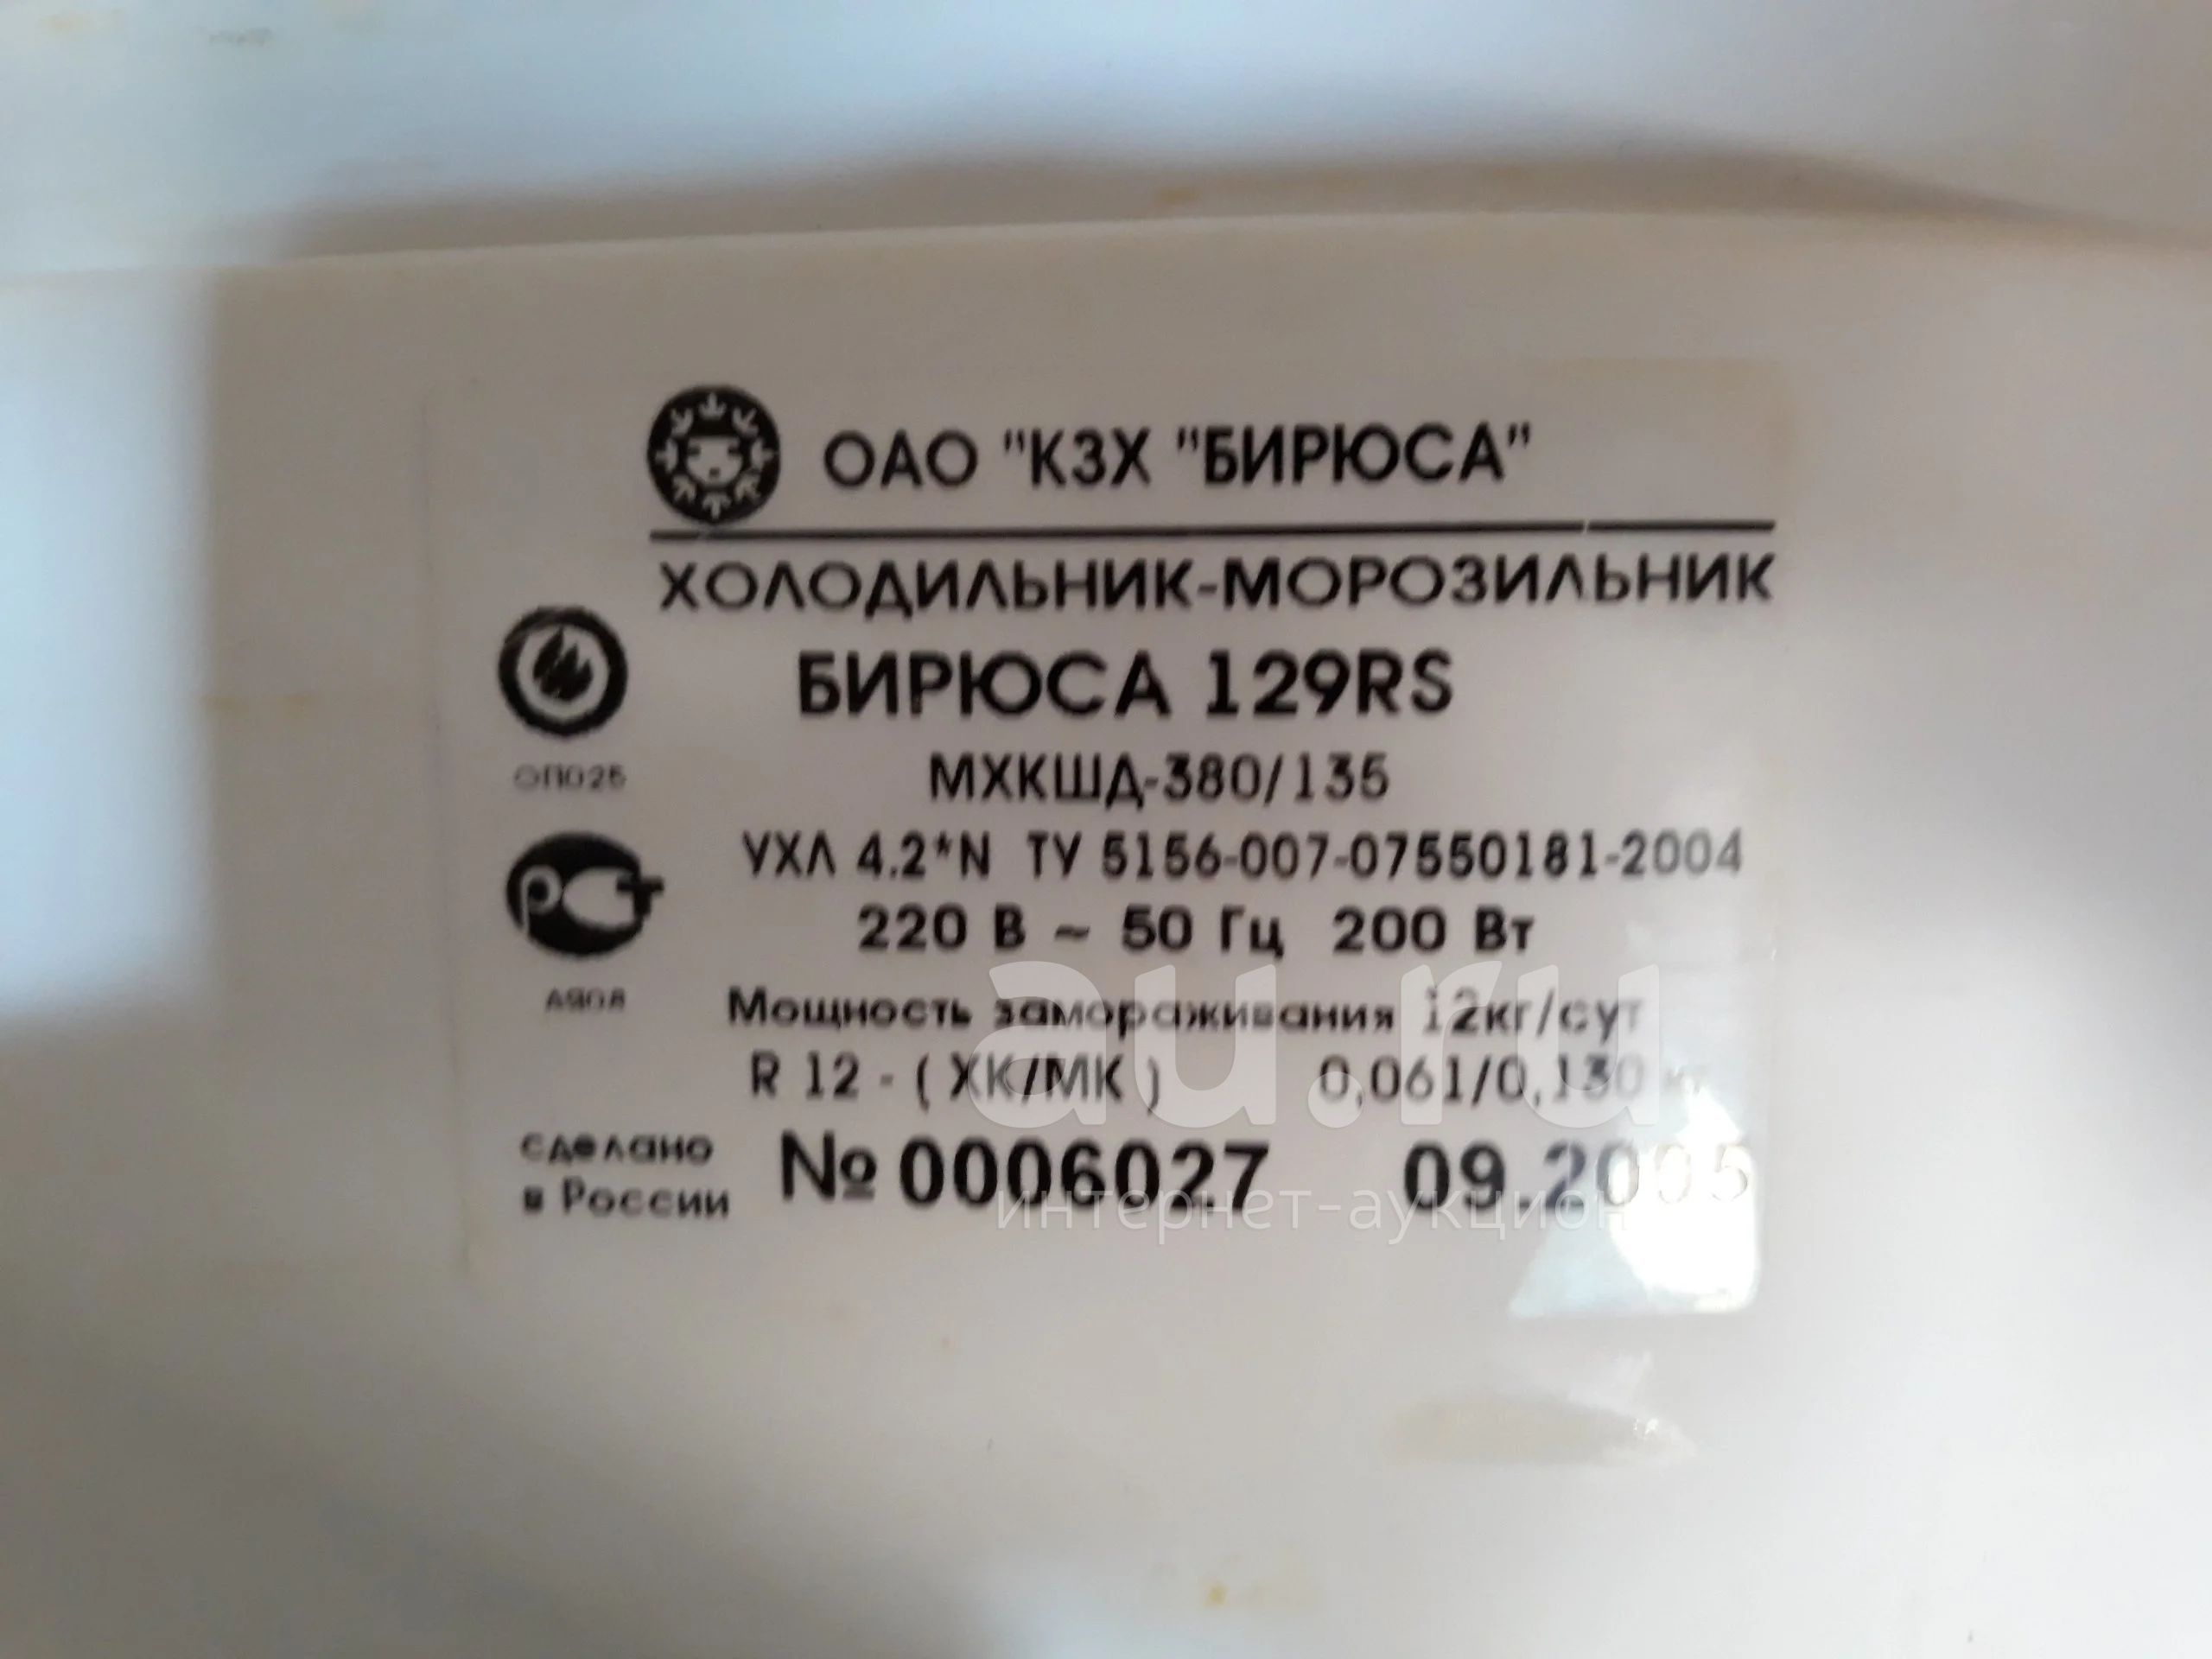 ОАО "КЗХ "БИРЮСА"
ХОЛОДИЛЬНИК-МОРОЗИЛЬНИК
БИРЮСА 129RS
МХКШД-380/135
ОП025
УХЛ 4.2*N ТУ 5156-007-07550181-2004
РСТ
220 В ~ 50 Гц 200 Вт
АЯ08
Мощность замораживания 12кг/сут
R 12 - ( ХК/МК ) 0,061/0,130 кг
сделано
в России
№ 0006027 09.2005
au.ru
интернет-аукцион